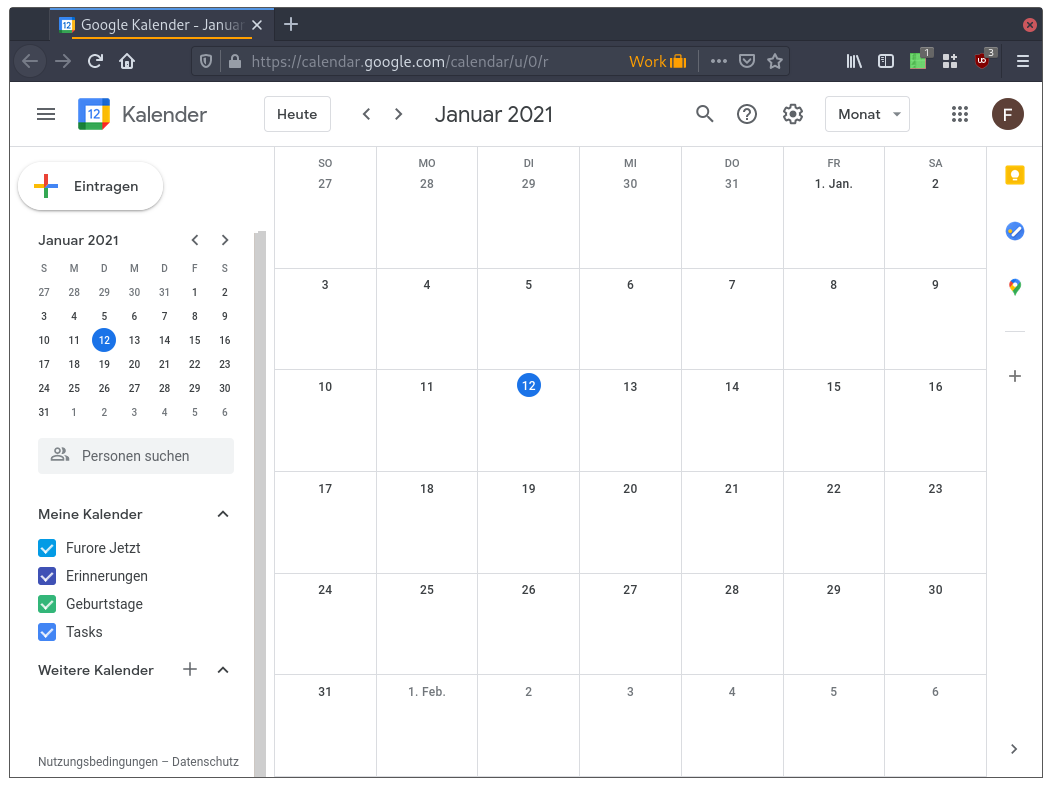 12 Google Kalender - Januar
https://calendar.google.com/calendar/u/0/r Work 1 UD 3
12 Kalender Heute Januar 2021 Monat F
Eintragen
Januar 2021
S M D M D F S
27 28 29 30 31 1 2
3 4 5 6 7 8 9
10 11 12 13 14 15 16
17 18 19 20 21 22 23
24 25 26 27 28 29 30
31 1 2 3 4 5 6
Personen suchen
Meine Kalender
Furore Jetzt
Erinnerungen
Geburtstage
Tasks
Weitere Kalender
Nutzungsbedingungen – Datenschutz
SO MO DI MI DO FR SA
27 28 29 30 31 1. Jan. 2
3 4 5 6 7 8 9
10 11 12 13 14 15 16
17 18 19 20 21 22 23
24 25 26 27 28 29 30
31 1. Feb. 2 3 4 5 6